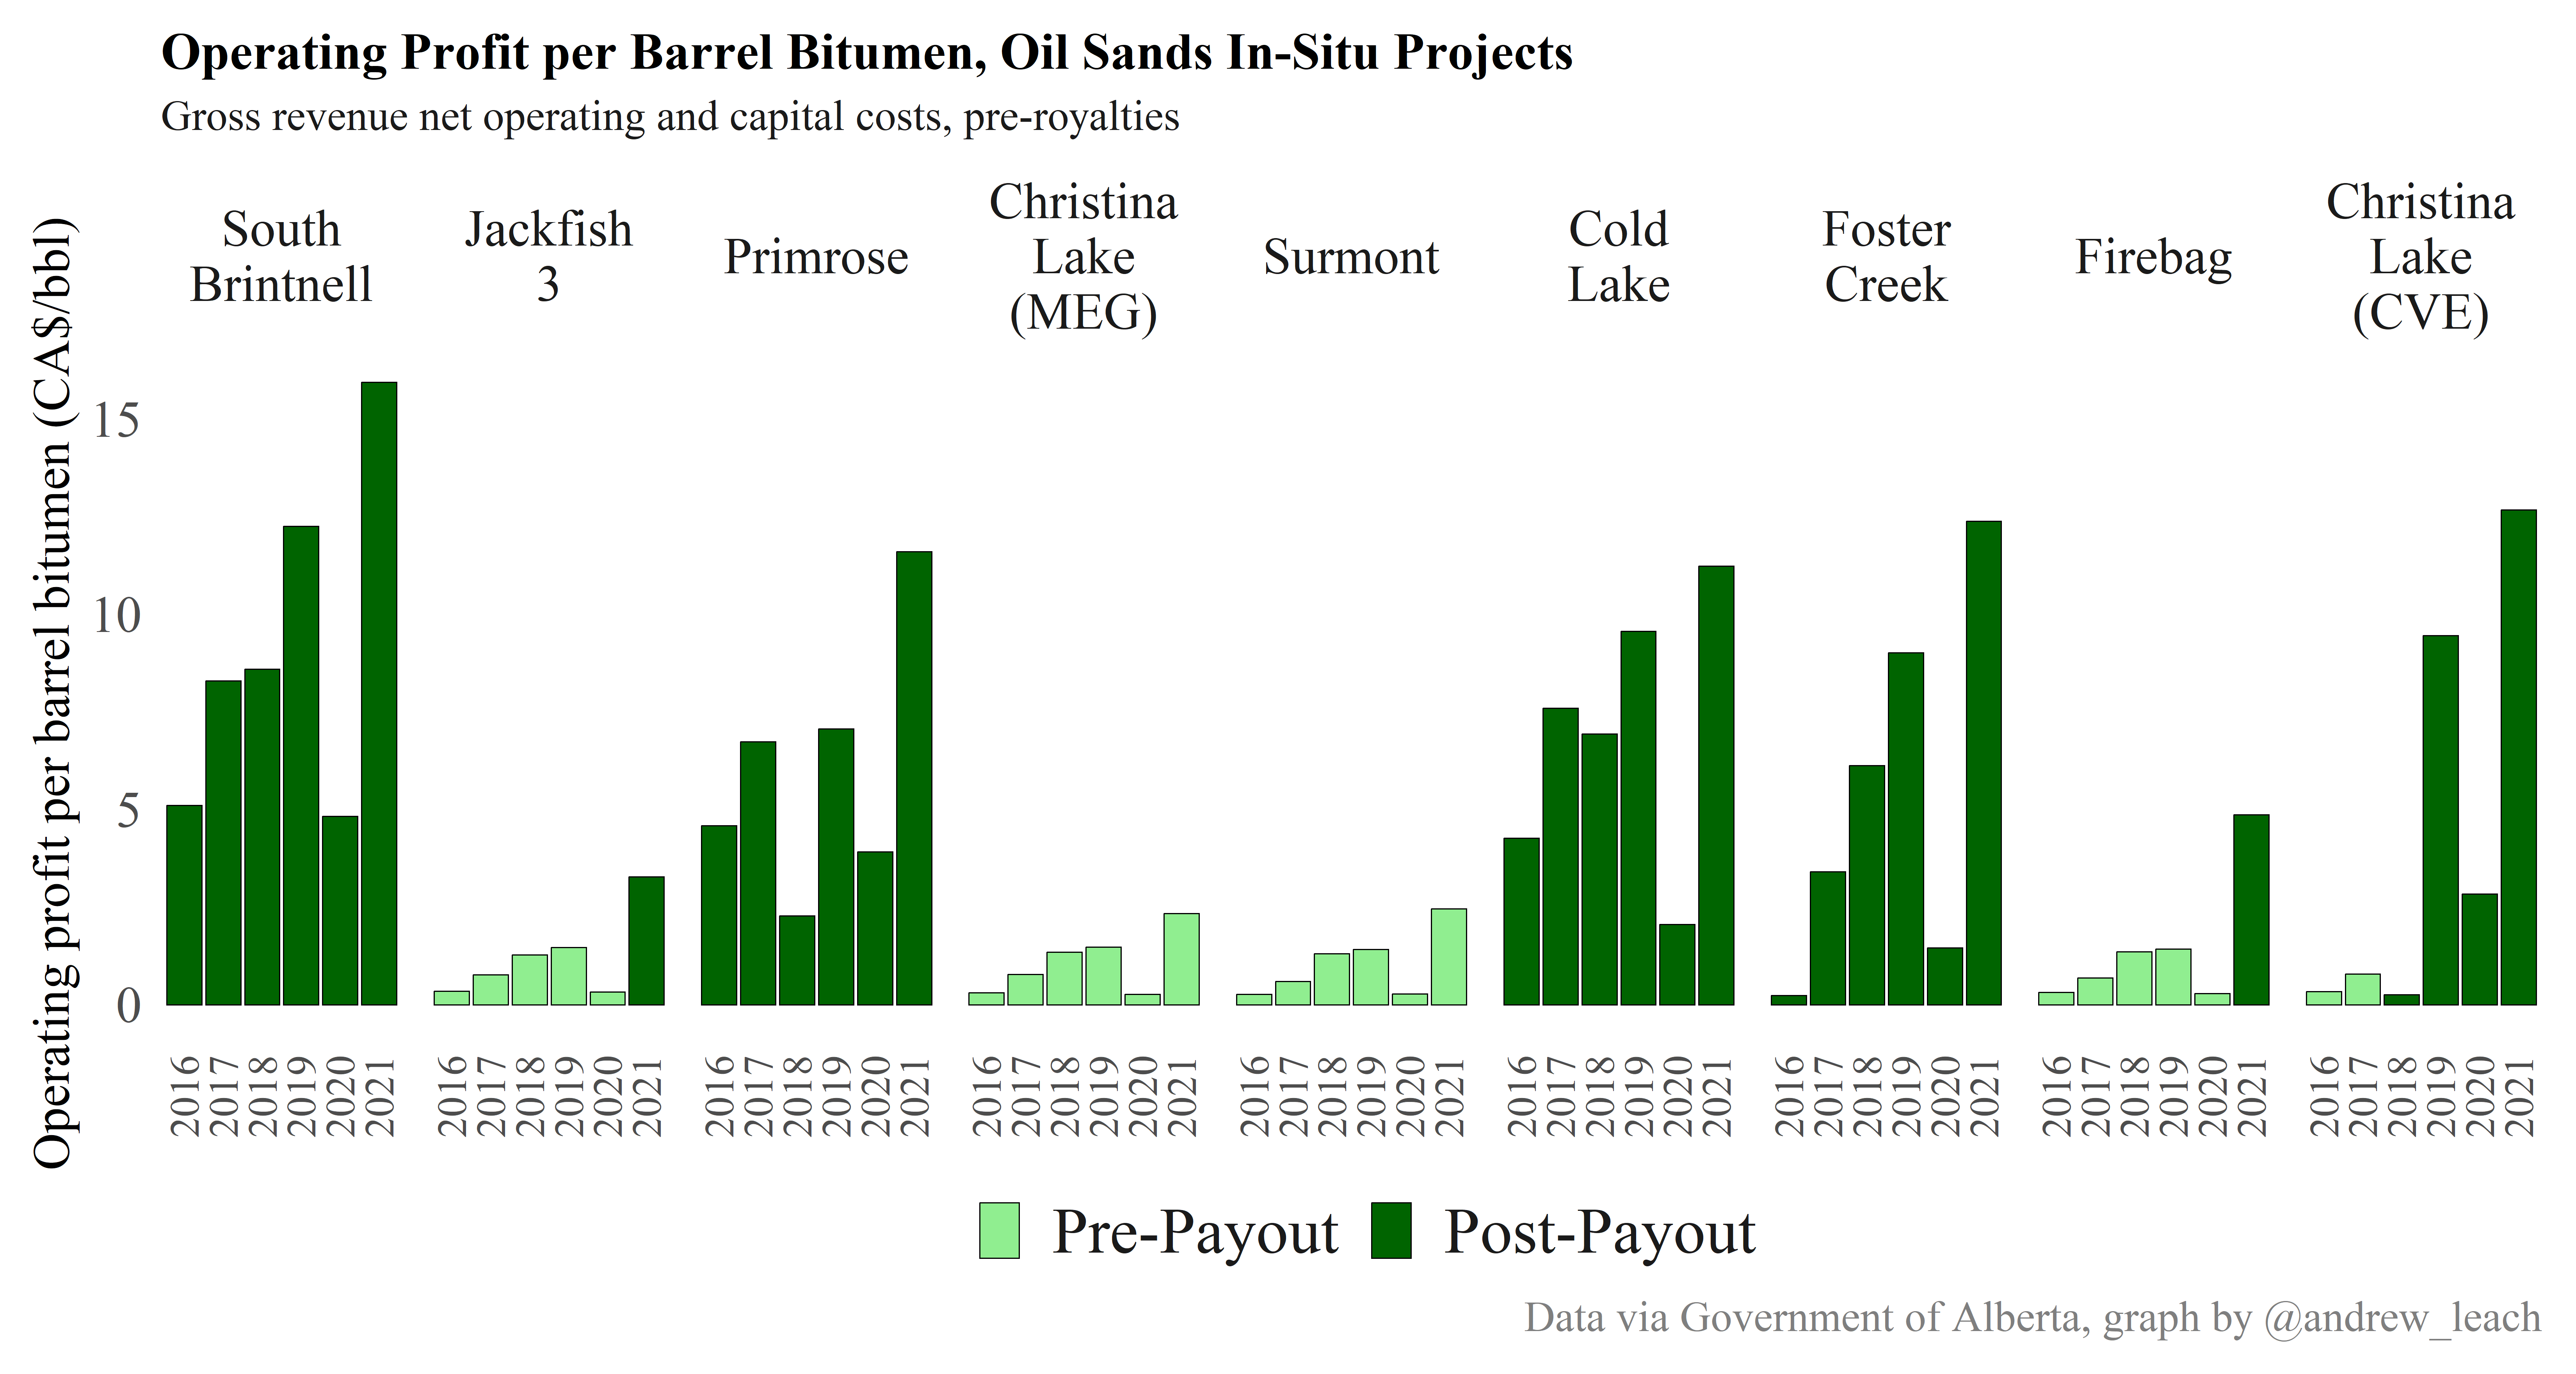 Operating Profit per Barrel Bitumen, Oil Sands In-Situ Projects
Gross revenue net operating and capital costs, pre-royalties
Operating profit per barrel bitumen (CA$/bbl)
South
Brintnell
Jackfish
3
Primrose
Christina
Lake
(MEG)
Surmont
Cold
Lake
Foster
Creek
Firebag
Christina
Lake
(CVE)
15
10
5
0
2016 2017 2018 2019 2020 2021
2016 2017 2018 2019 2020 2021
2016 2017 2018 2019 2020 2021
2016 2017 2018 2019 2020 2021
2016 2017 2018 2019 2020 2021
2016 2017 2018 2019 2020 2021
2016 2017 2018 2019 2020 2021
2016 2017 2018 2019 2020 2021
2016 2017 2018 2019 2020 2021
Pre-Payout Post-Payout
Data via Government of Alberta, graph by @andrew_leach